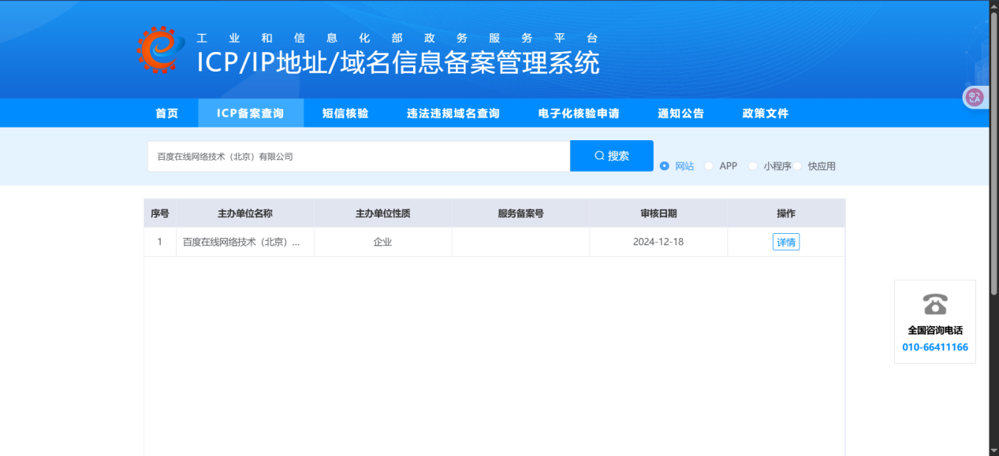 工业和信息化部政务服务平台
ICP/IP地址/域名信息备案管理系统
首页 ICP备案查询 短信核验 违法违规域名查询 电子化核验申请 通知公告 政策文件
百度在线网络技术（北京）有限公司 搜索 网站 APP 小程序 快应用
序号 主办单位名称 主办单位性质 服务备案号 审核日期 操作
1 百度在线网络技术（北京）... 企业 2024-12-18 详情
全国咨询电话
010-66411166